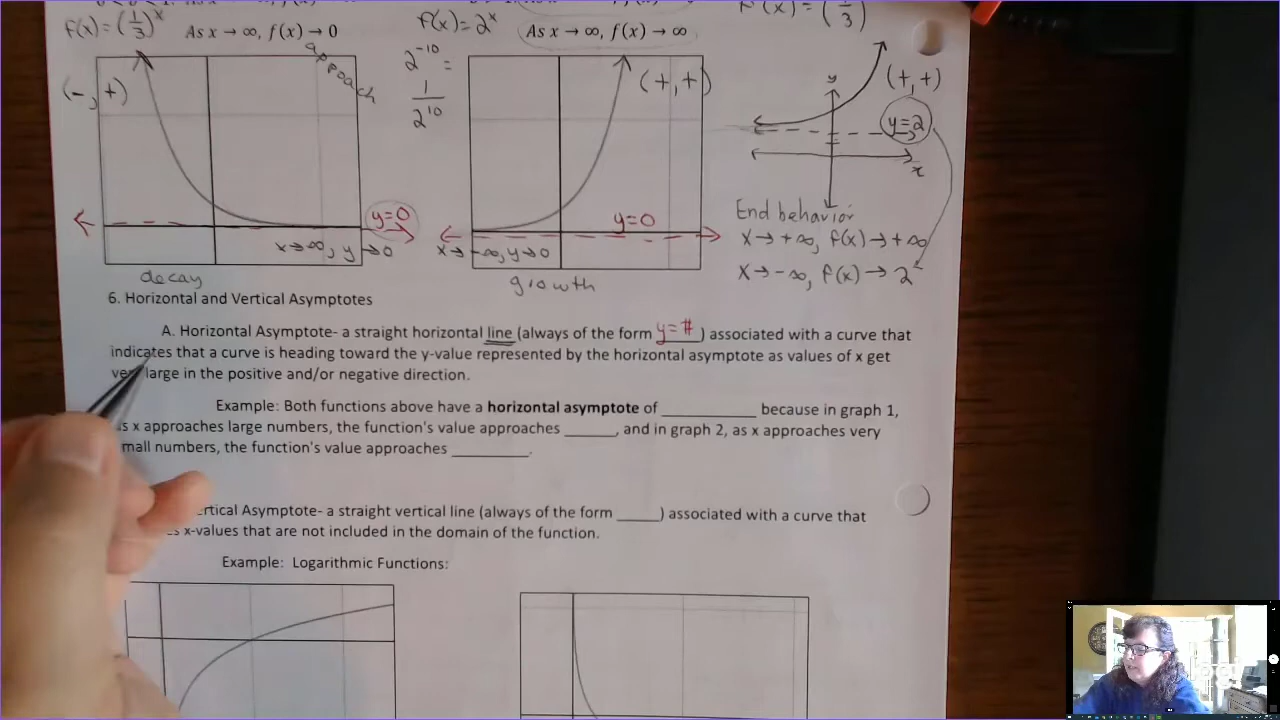 f(x)=(1/3)^x As x → ∞, f(x) → 0
f(x)=2^x As x → ∞, f(x) → ∞
approach
(-,+)
2^-10 =
1/2^10
(+,+)
y
(+,+)
y=2
x
y=0
x→∞, y→0
y=0
x→-∞, y→0
End behavior
x→+∞, f(x)→+∞
x→-∞, f(x)→2
decay
growth
6. Horizontal and Vertical Asymptotes
A. Horizontal Asymptote- a straight horizontal line (always of the form y=#) associated with a curve that
indicates that a curve is heading toward the y-value represented by the horizontal asymptote as values of x get
large in the positive and/or negative direction.
Example: Both functions above have a horizontal asymptote of __________ because in graph 1,
x approaches large numbers, the function's value approaches ______, and in graph 2, as x approaches very
numbers, the function's value approaches _________.
Asymptote- a straight vertical line (always of the form _____) associated with a curve that
x-values that are not included in the domain of the function.
Example: Logarithmic Functions: